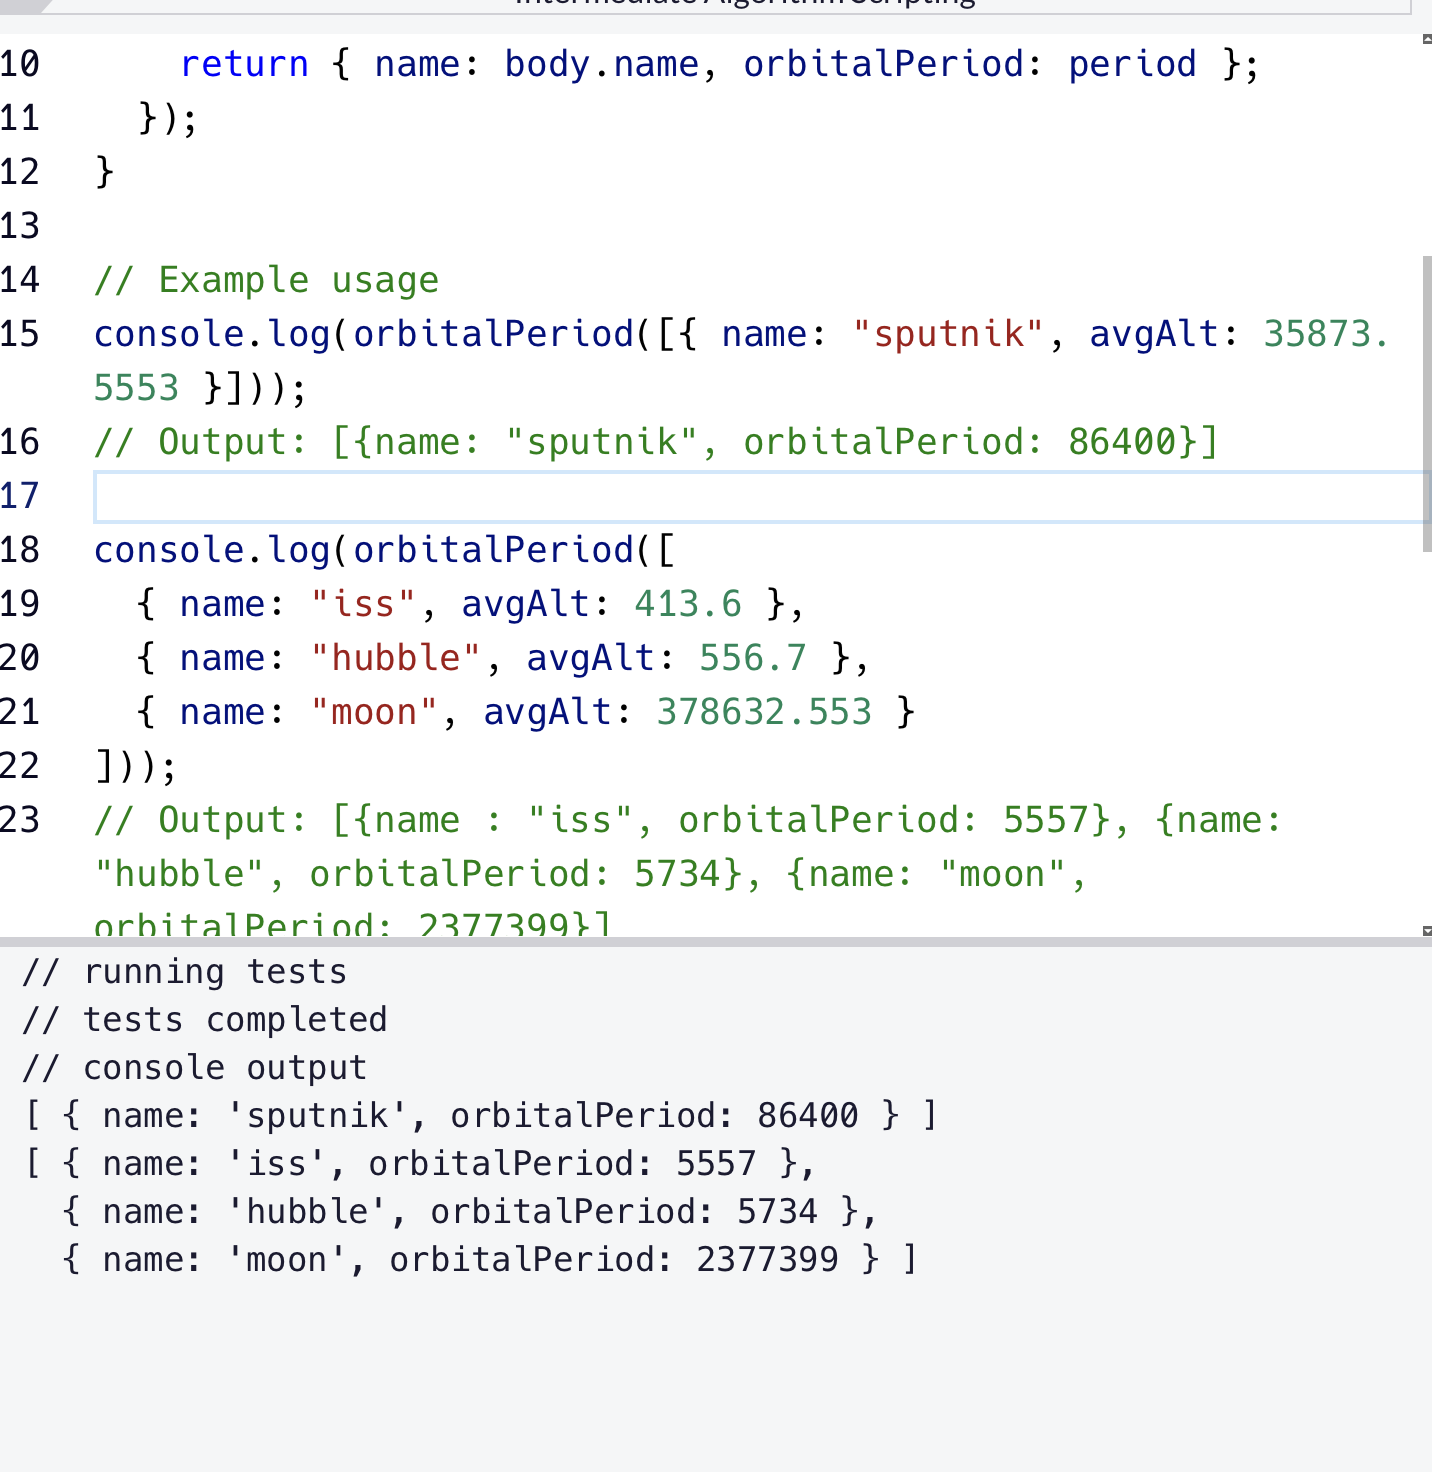 Intermediate Algorithm Scripting
10 return { name: body.name, orbitalPeriod: period };
11 });
12 }
13
14 // Example usage
15 console.log(orbitalPeriod([{ name: "sputnik", avgAlt: 35873.
5553 }]));
16 // Output: [{name: "sputnik", orbitalPeriod: 86400}]
17
18 console.log(orbitalPeriod([
19 { name: "iss", avgAlt: 413.6 },
20 { name: "hubble", avgAlt: 556.7 },
21 { name: "moon", avgAlt: 378632.553 }
22 ]));
23 // Output: [{name : "iss", orbitalPeriod: 5557}, {name:
"hubble", orbitalPeriod: 5734}, {name: "moon",
orbitalPeriod: 2377399}]
// running tests
// tests completed
// console output
[ { name: 'sputnik', orbitalPeriod: 86400 } ]
[ { name: 'iss', orbitalPeriod: 5557 },
{ name: 'hubble', orbitalPeriod: 5734 },
{ name: 'moon', orbitalPeriod: 2377399 } ]